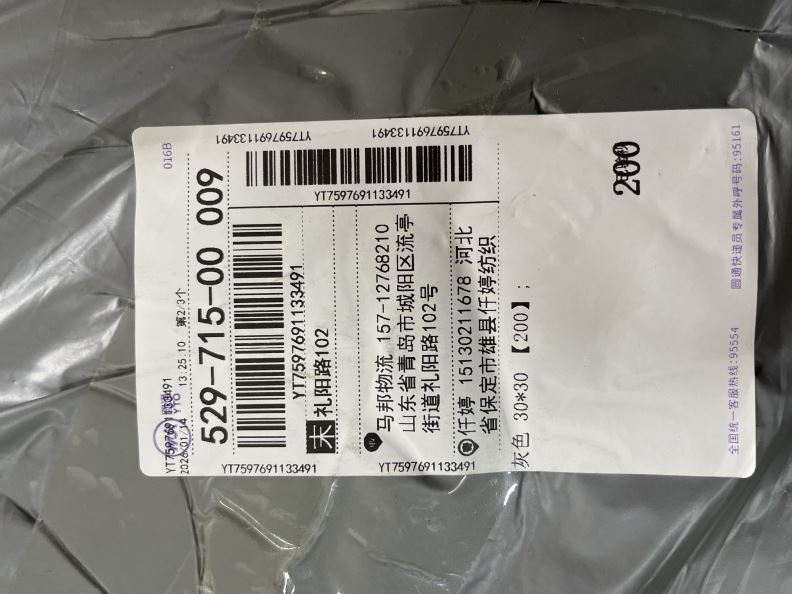 016B
YT7597691133491
2026/01/14 13:25:10 第2/3个
YTO
529-715-00 009
YT7597691133491
YT7597691133491
YT7597691133491
YT7597691133491
末 礼阳路102
YT7597691133491
YT7597691133491
YT7597691133491
马邦物流 157-12768210
山东省青岛市城阳区流亭
街道礼阳路102号
仟婷 15130211678 河北
省保定市雄县仟婷纺织
灰色 30*30 【200】;
200
全国统一客服热线:95554
圆通快递员专属外呼号码:95161